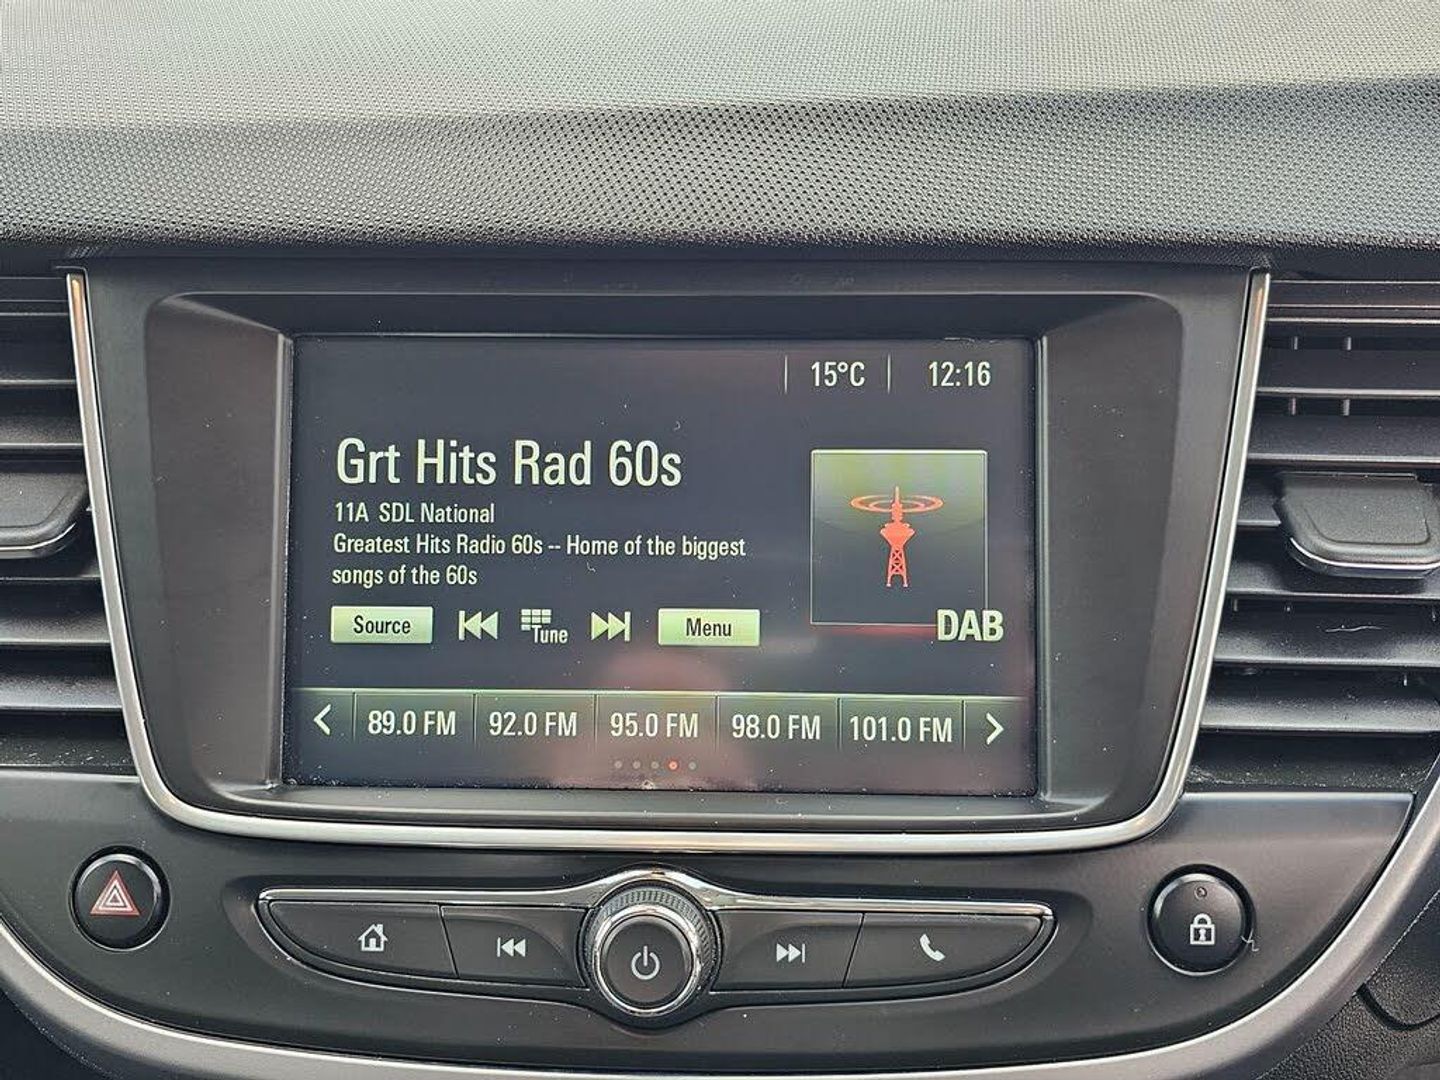 15°C 12:16
Grt Hits Rad 60s
11A SDL National
Greatest Hits Radio 60s -- Home of the biggest
songs of the 60s
Source Tune Menu
DAB
89.0 FM 92.0 FM 95.0 FM 98.0 FM 101.0 FM